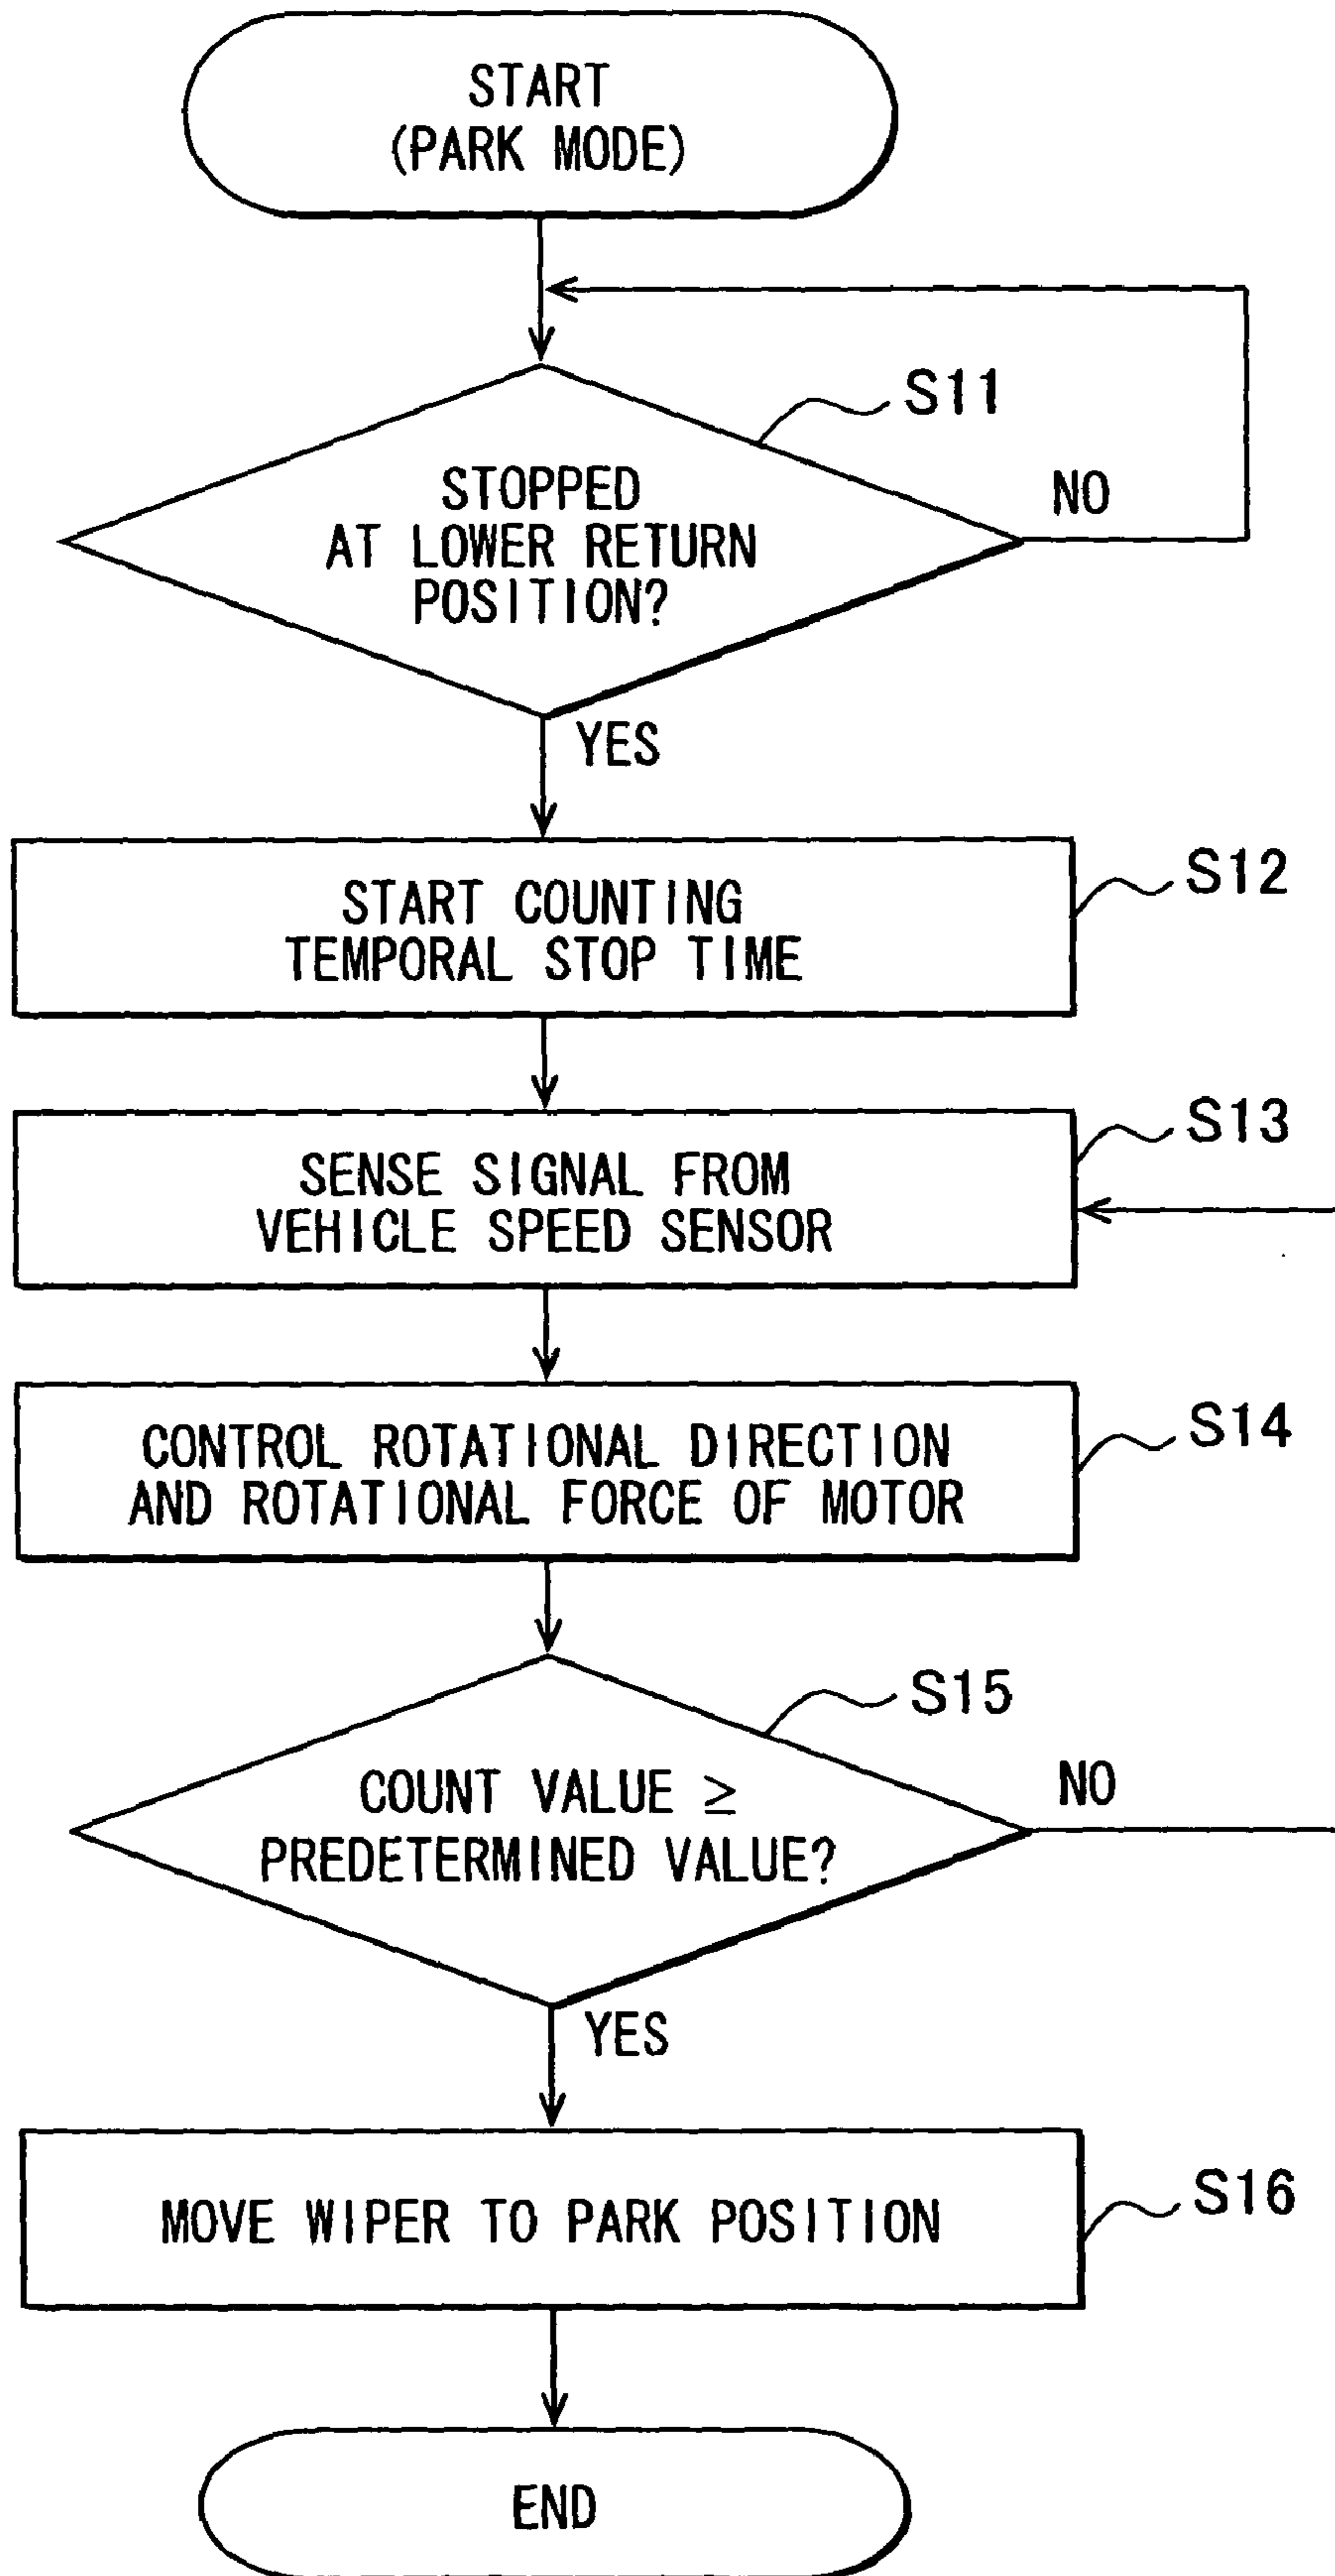 START
(PARK MODE)
S11
STOPPED
AT LOWER RETURN
POSITION?
NO
YES
S12
START COUNTING
TEMPORAL STOP TIME
S13
SENSE SIGNAL FROM
VEHICLE SPEED SENSOR
S14
CONTROL ROTATIONAL DIRECTION
AND ROTATIONAL FORCE OF MOTOR
S15
COUNT VALUE ≥
PREDETERMINED VALUE?
NO
YES
S16
MOVE WIPER TO PARK POSITION
END